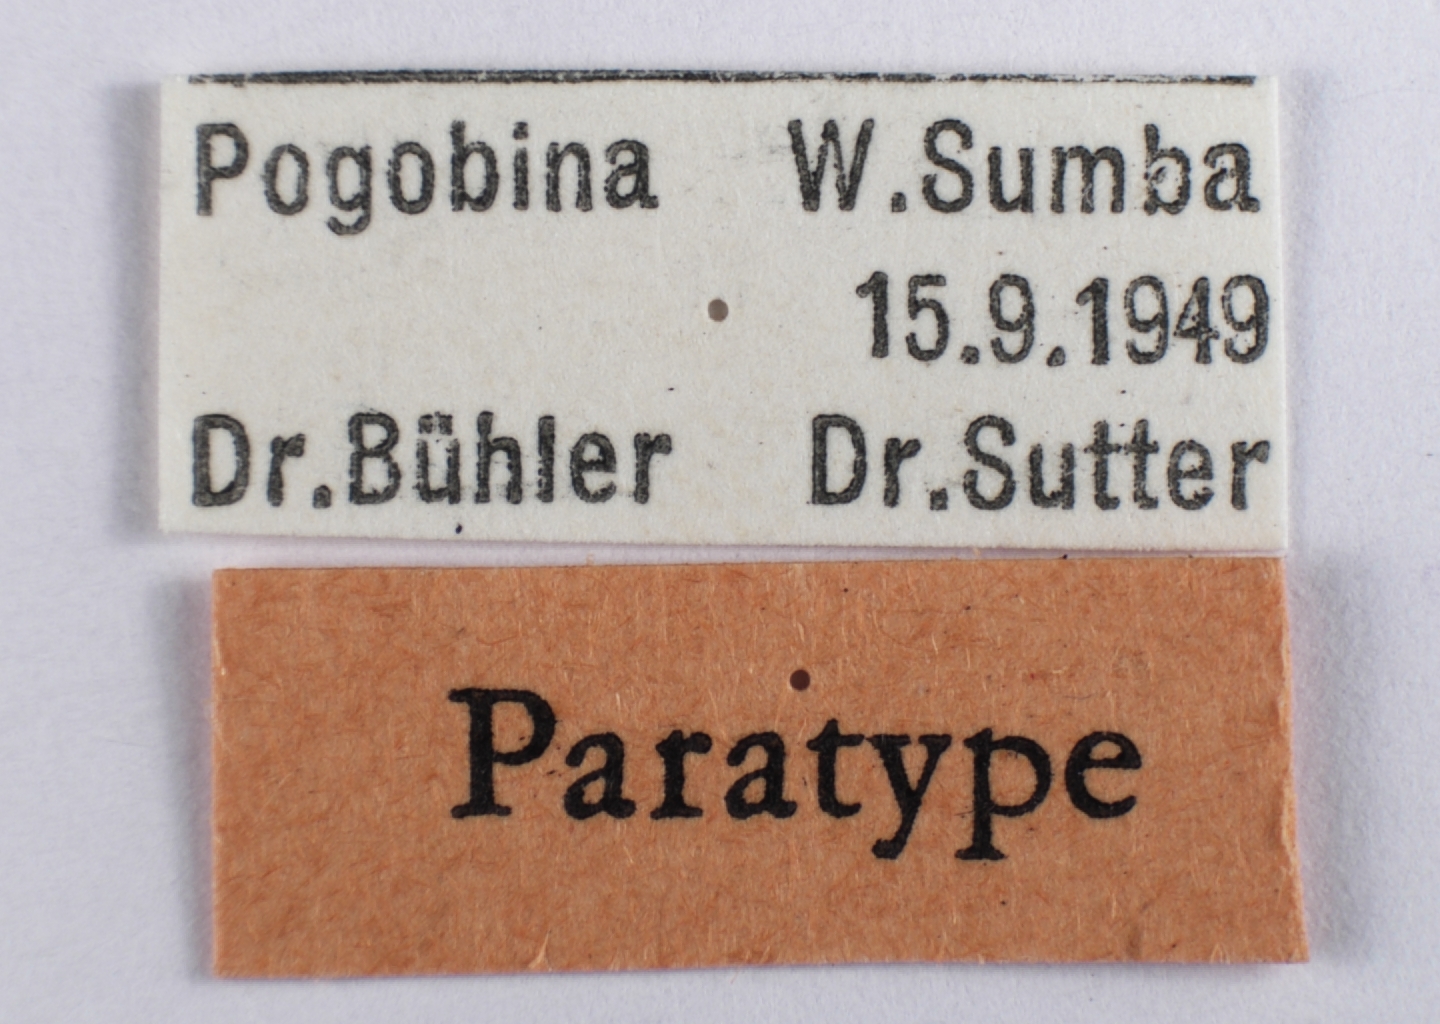 Pogobina W.Sumba
15.9.1949
Dr.Bühler Dr.Sutter
Paratype